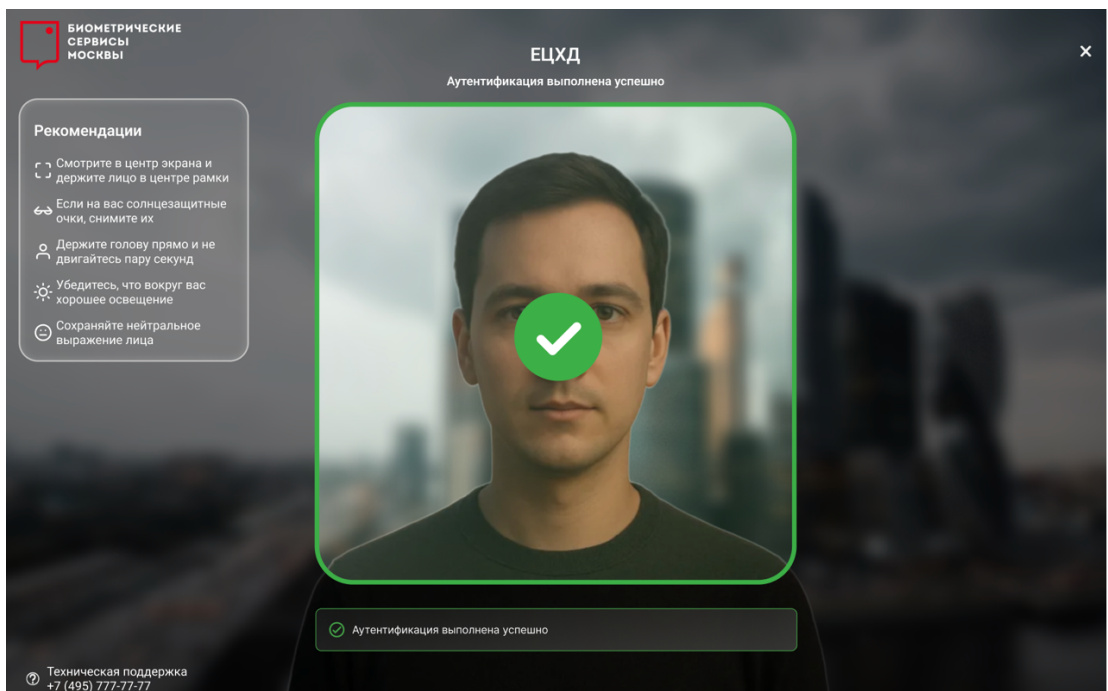 БИОМЕТРИЧЕСКИЕ
СЕРВИСЫ
МОСКВЫ
ЕЦХД
Аутентификация выполнена успешно
Рекомендации
Смотрите в центр экрана и
держите лицо в центре рамки
Если на вас солнцезащитные
очки, снимите их
Держите голову прямо и не
двигайтесь пару секунд
Убедитесь, что вокруг вас
хорошее освещение
Сохраняйте нейтральное
выражение лица
Аутентификация выполнена успешно
Техническая поддержка
+7 (495) 777-77-77